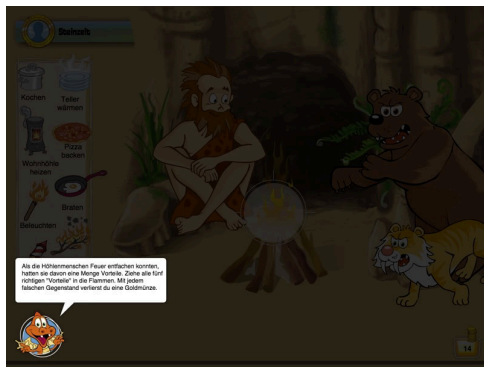 Steinzeit
Kochen
Teller
wärmen
Pizza
backen
Wohnhöhle
heizen
Braten
Beleuchten
Als die Höhlenmenschen Feuer entfachen konnten,
hatten sie davon eine Menge Vorteile. Ziehe alle fünf
richtigen "Vorteile" in die Flammen. Mit jedem
falschen Gegenstand verlierst du eine Goldmünze.
14